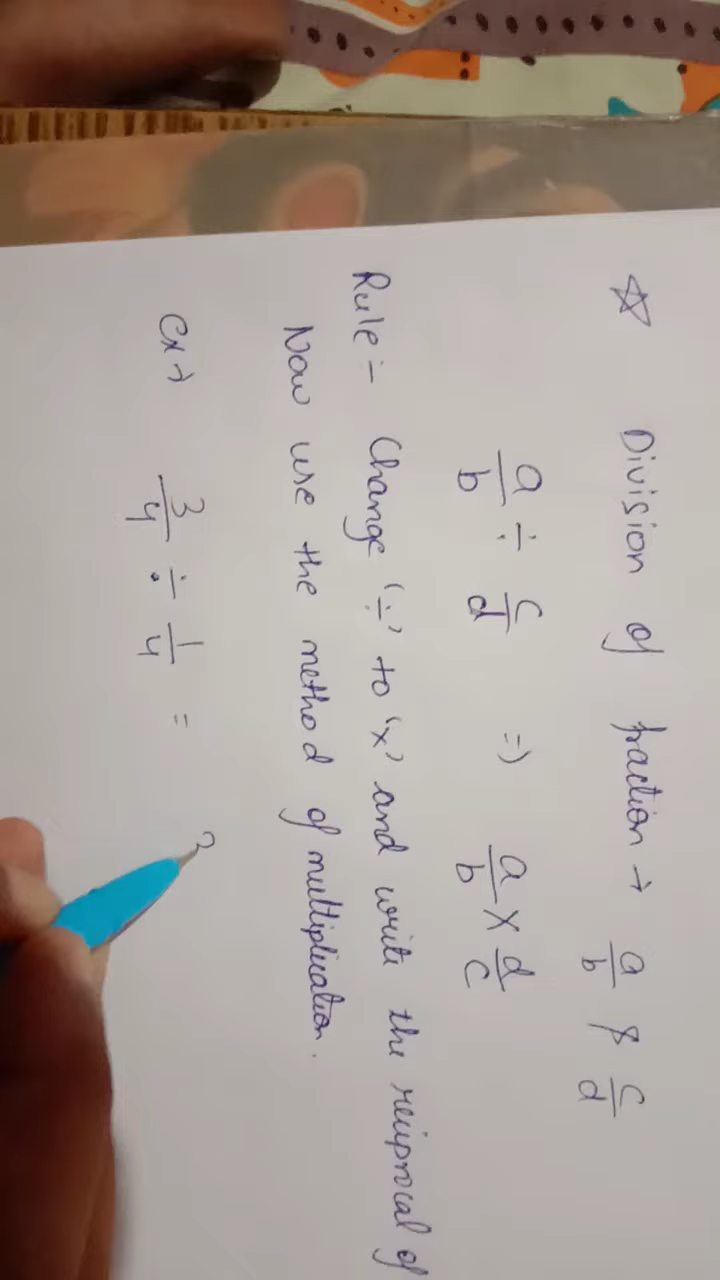 ☆ Division of fraction → a/b & c/d
a/b ÷ c/d ⇒ a/b × d/c
Rule :- Change '÷' to 'x' and write the reciprocal of
Now use the method of multiplication.
ex → 3/4 ÷ 1/4 =